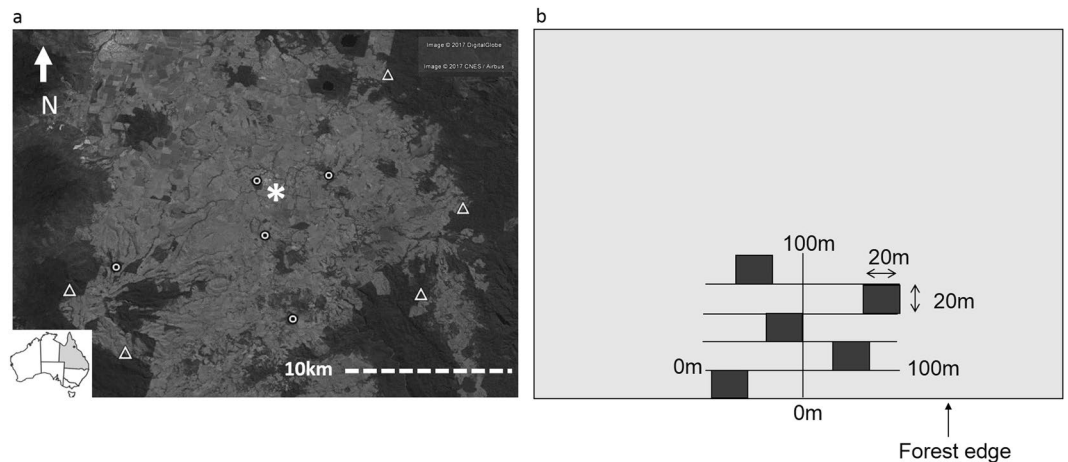 a
b
Image © 2017 DigitalGlobe
Image © 2017 CNES / Airbus
N
10km
100m
20m
20m
0m
100m
0m
Forest edge